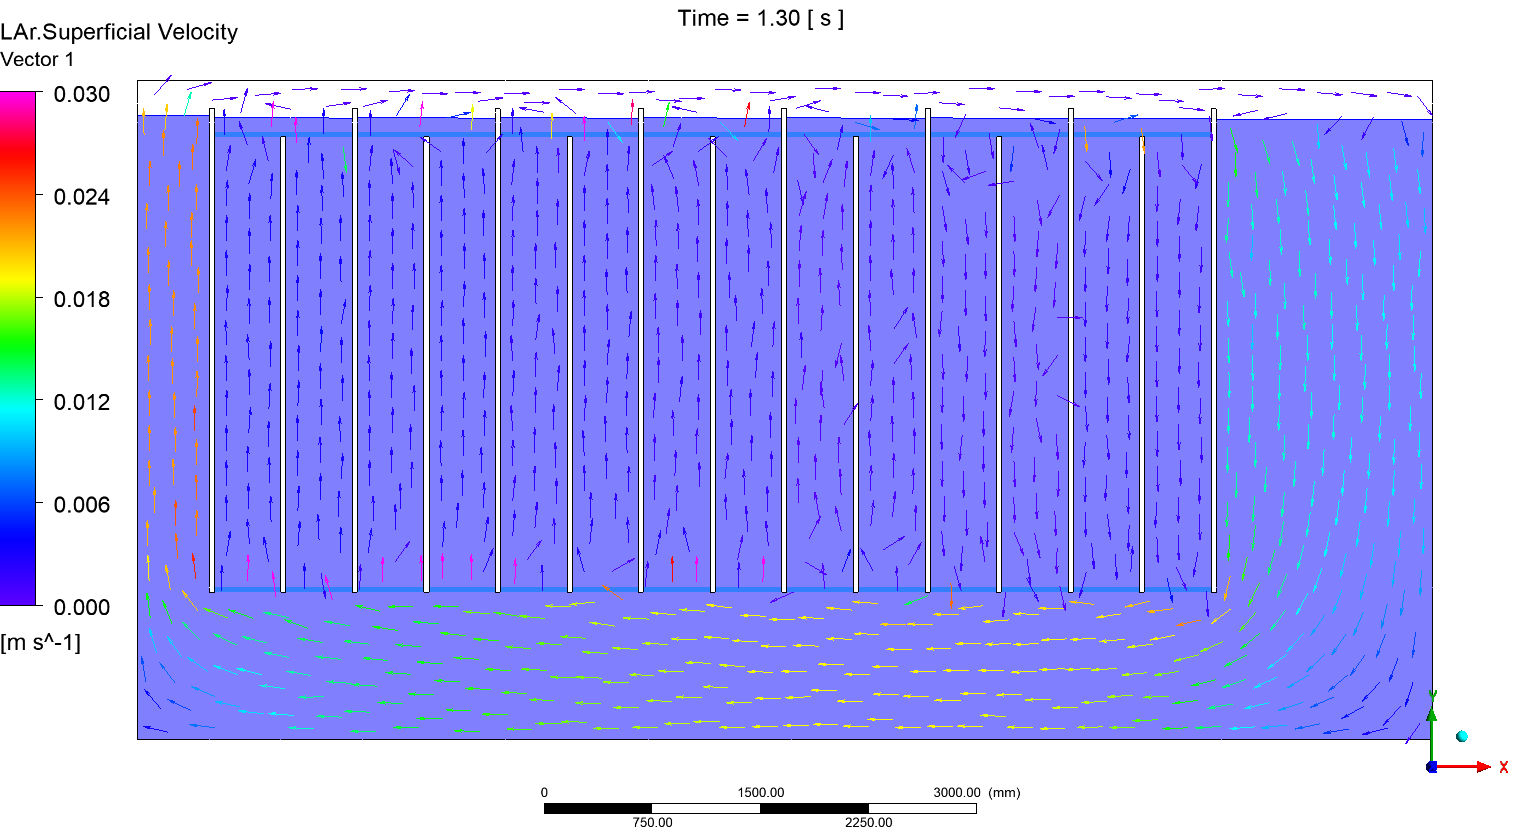 Time = 1.30 [ s ]
LAr.Superficial Velocity
Vector 1
0.030
0.024
0.018
0.012
0.006
0.000
[m s^-1]
Y
X
0 1500.00 3000.00 (mm)
750.00 2250.00